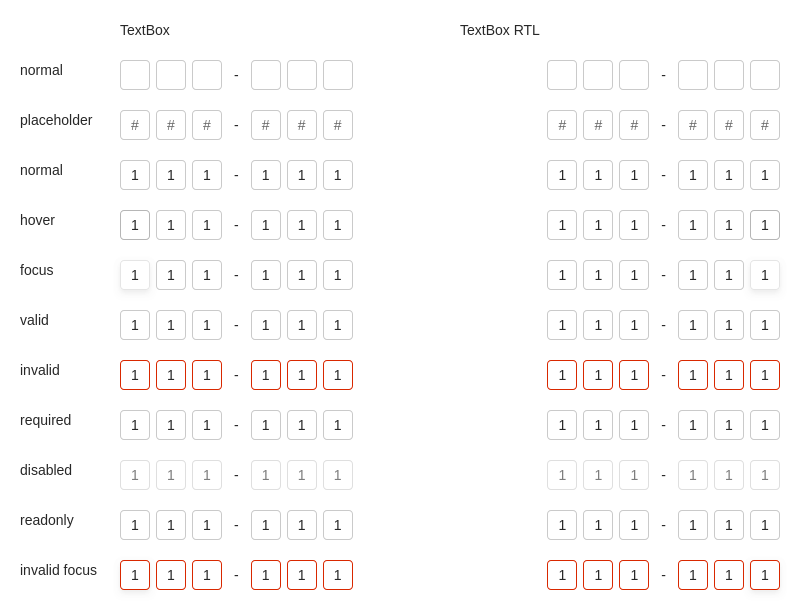 TextBox TextBox RTL
normal - -
placeholder # # # - # # # # # # - # # #
normal 1 1 1 - 1 1 1 1 1 1 - 1 1 1
hover 1 1 1 - 1 1 1 1 1 1 - 1 1 1
focus 1 1 1 - 1 1 1 1 1 1 - 1 1 1
valid 1 1 1 - 1 1 1 1 1 1 - 1 1 1
invalid 1 1 1 - 1 1 1 1 1 1 - 1 1 1
required 1 1 1 - 1 1 1 1 1 1 - 1 1 1
disabled 1 1 1 - 1 1 1 1 1 1 - 1 1 1
readonly 1 1 1 - 1 1 1 1 1 1 - 1 1 1
invalid focus 1 1 1 - 1 1 1 1 1 1 - 1 1 1